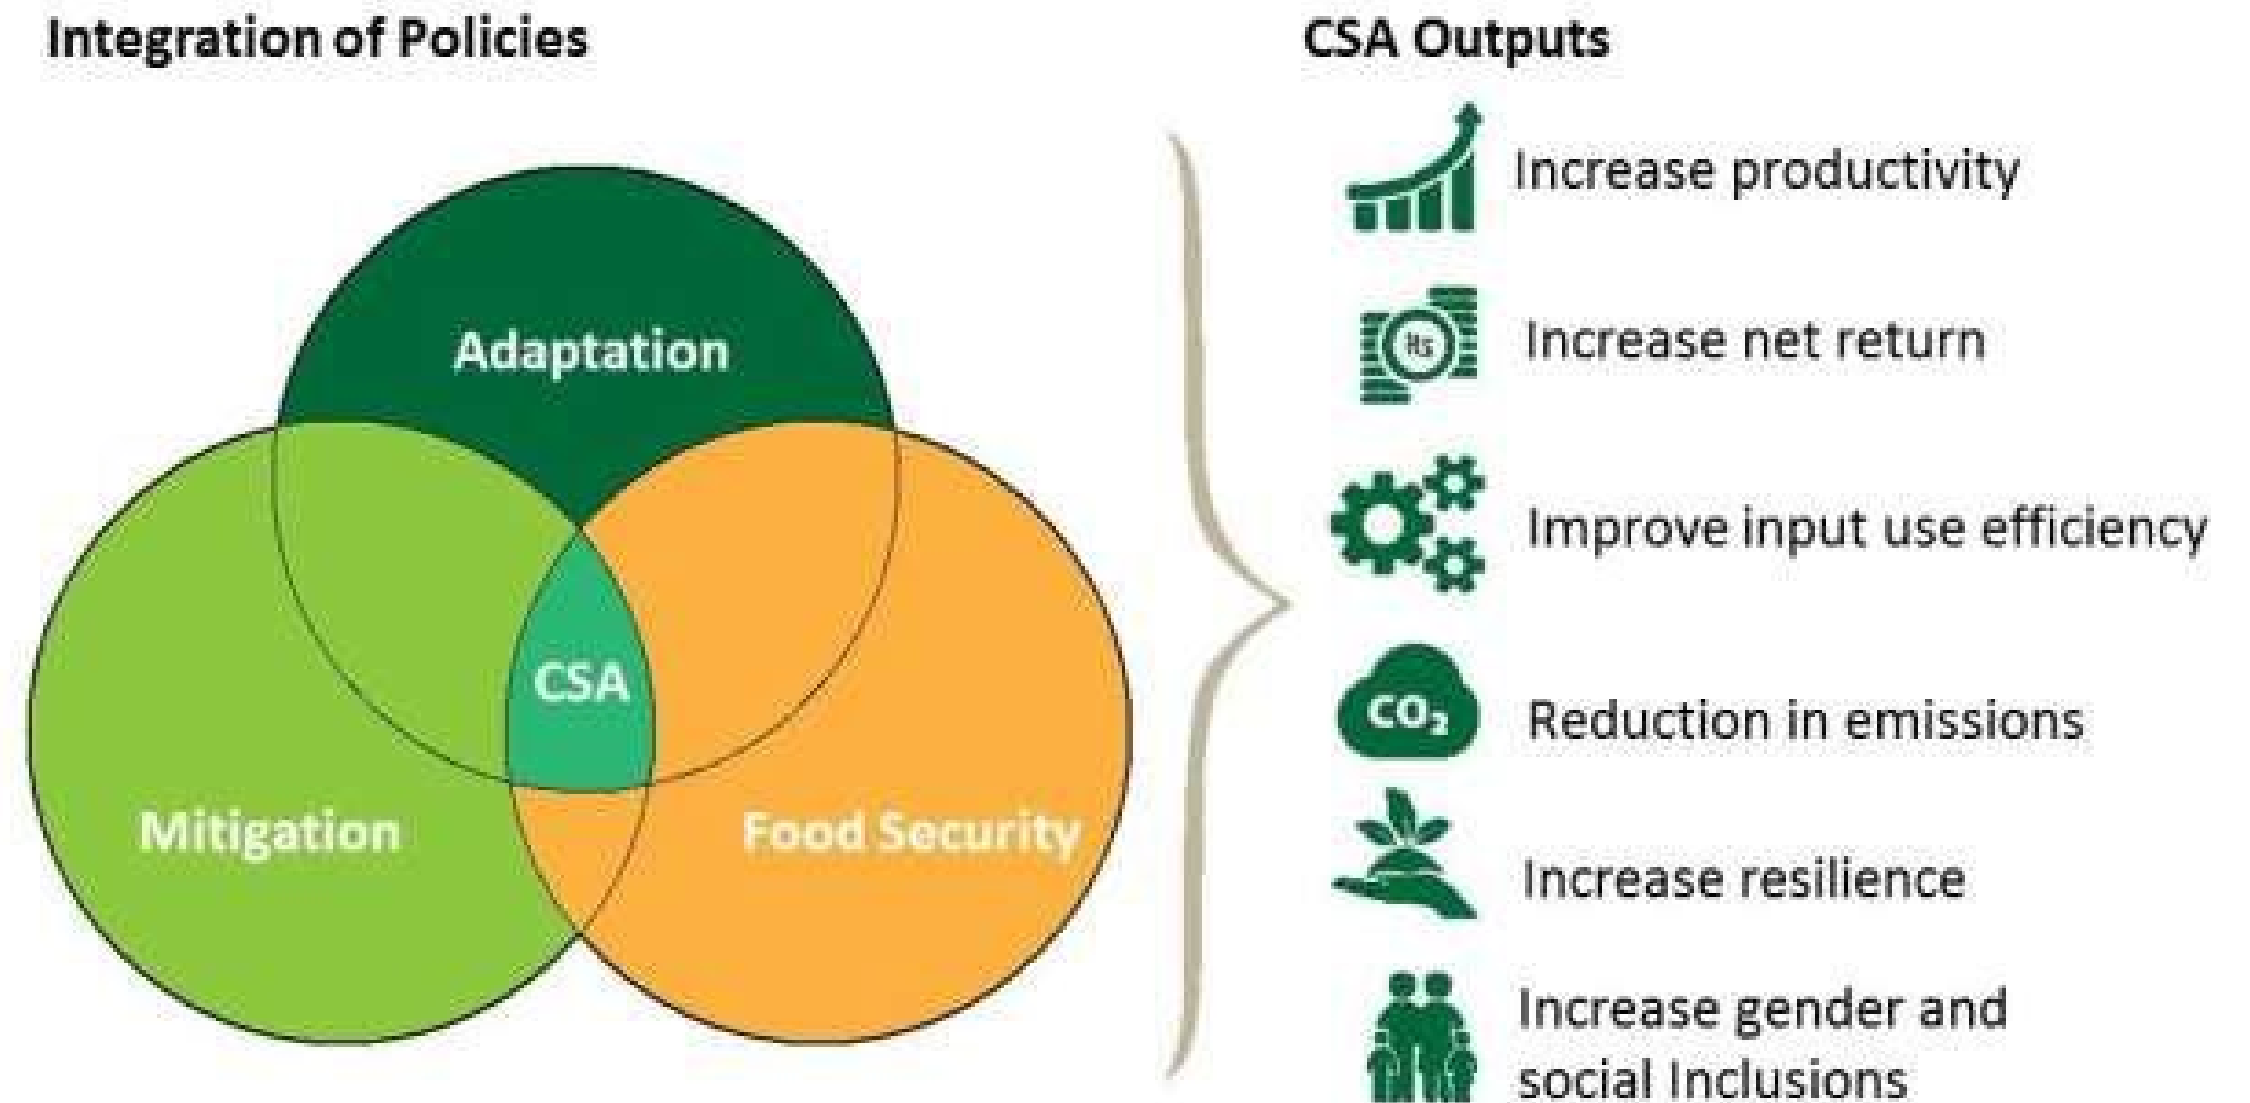 Integration of Policies
CSA Outputs
Adaptation
CSA
Mitigation
Food Security
Increase productivity
Rs
Increase net return
Improve input use efficiency
CO₂
Reduction in emissions
Increase resilience
Increase gender and
social Inclusions